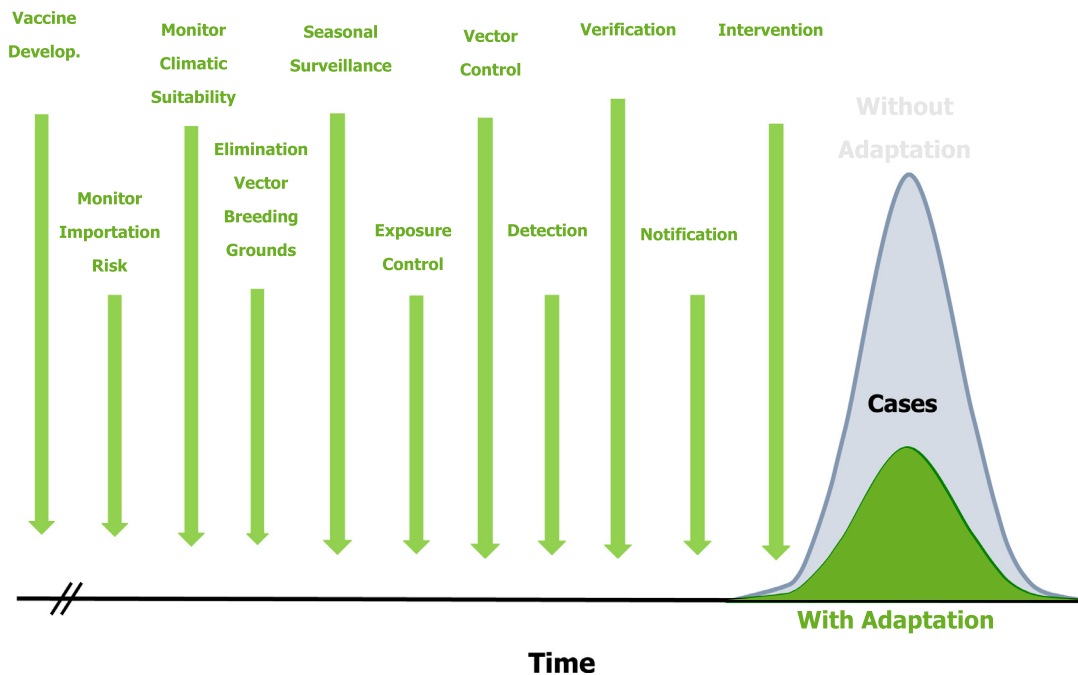 Vaccine
Develop.
Monitor
Importation
Risk
Monitor
Climatic
Suitability
Elimination
Vector
Breeding
Grounds
Seasonal
Surveillance
Exposure
Control
Vector
Control
Detection
Verification
Notification
Intervention
Without
Adaptation
Cases
With Adaptation
Time